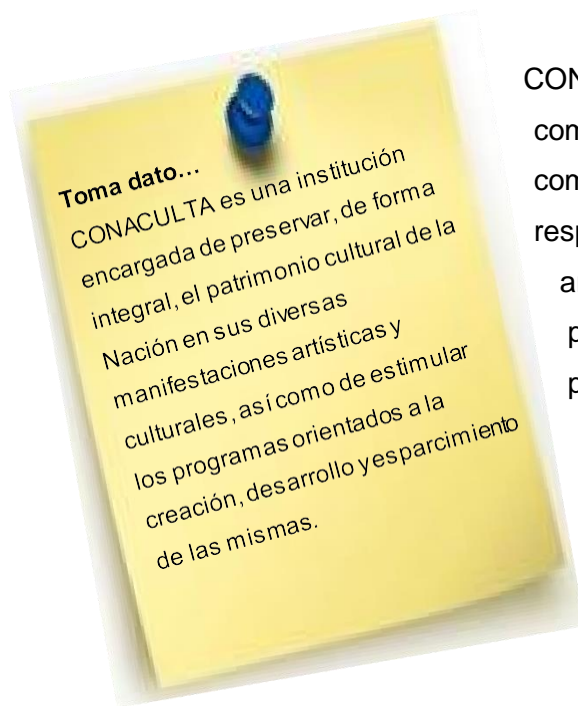 Toma dato…
CONACULTA es una institución
encargada de preservar, de forma
integral, el patrimonio cultural de la
Nación en sus diversas
manifestaciones artísticas y
culturales, así como de estimular
los programas orientados a la
creación, desarrollo y esparcimiento
de las mismas.